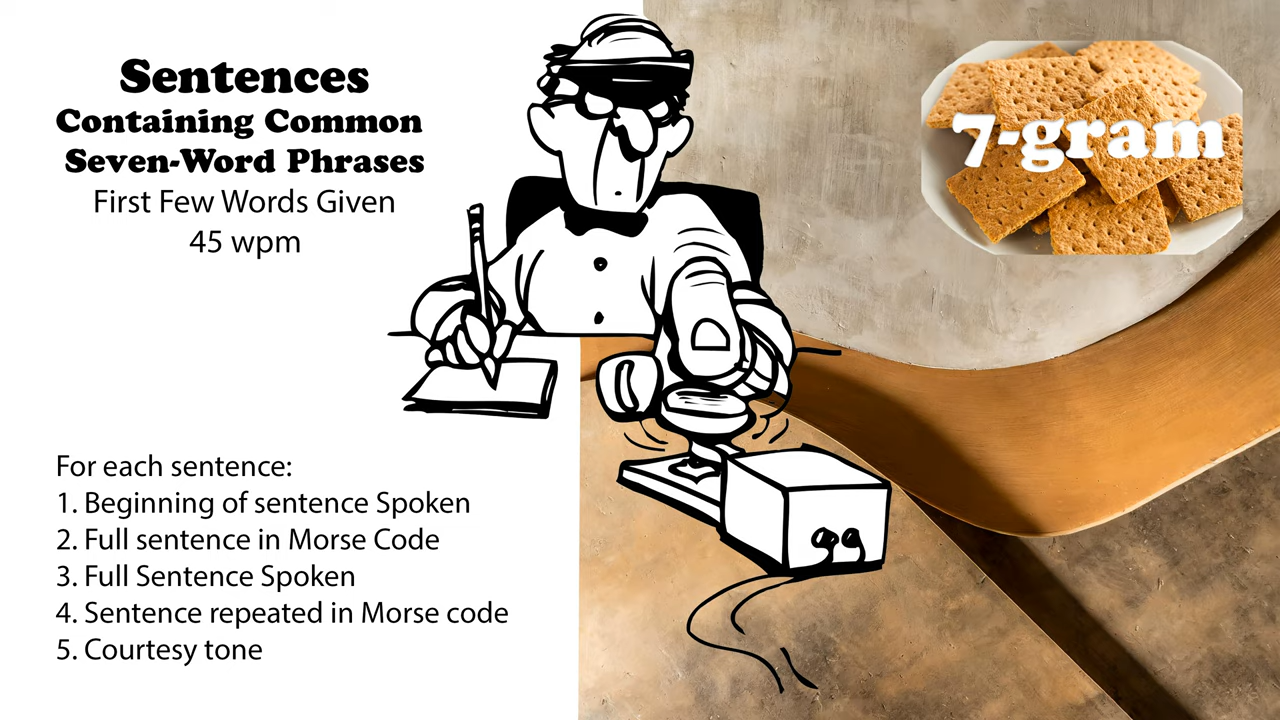 Sentences
Containing Common
Seven-Word Phrases
First Few Words Given
45 wpm
7-gram
For each sentence:
1. Beginning of sentence Spoken
2. Full sentence in Morse Code
3. Full Sentence Spoken
4. Sentence repeated in Morse code
5. Courtesy tone